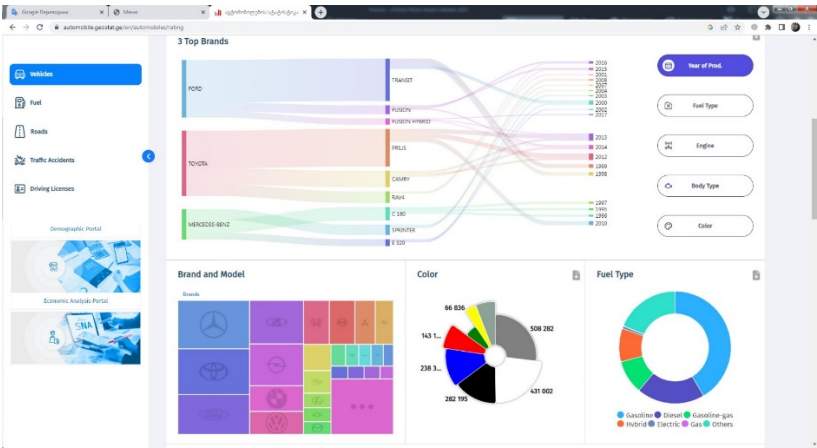 Google Переводчик
Меню
automobile.geostat.ge/en/automobiles/rating
3 Top Brands
Vehicles
Fuel
Roads
Traffic Accidents
Driving Licenses
Demographic Portal
Economic Analysis Portal
SNA
FORD
TOYOTA
MERCEDES-BENZ
TRANSIT
FUSION
FUSION HYBRID
PRIUS
CAMRY
RAV4
C 180
SPRINTER
E 320
2016
2015
2001
2008
2007
2004
2003
2000
2002
2017
2013
2014
2012
1999
1998
1997
1995
1996
2010
Year of Prod.
Fuel Type
Engine
Body Type
Color
Brand and Model
Brands
Color
66 836
143 1...
238 3...
282 195
431 002
508 282
Fuel Type
Gasoline Diesel Gasoline-gas
Hybrid Electric Gas Others